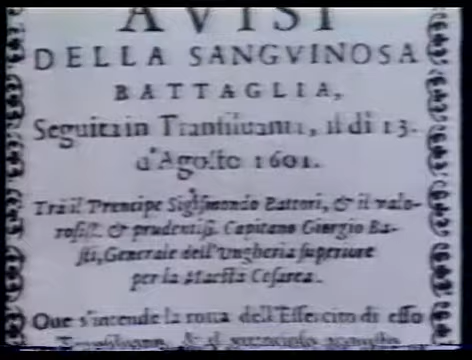 AVISI
DELLA SANGVINOSA
BATTAGLIA,
Seguita in Transiluania, il di 13.
d'Agosto 1601.
Trà il Prencipe Sigismondo Battori, & il valo-
rosiss. & prudentiss. Capitano Giorgio Ba-
sti, Generale dell'Vngheria superiore
per la Maestà Cesarea.
Oue s'intende la rotta dell'Essercito di esso